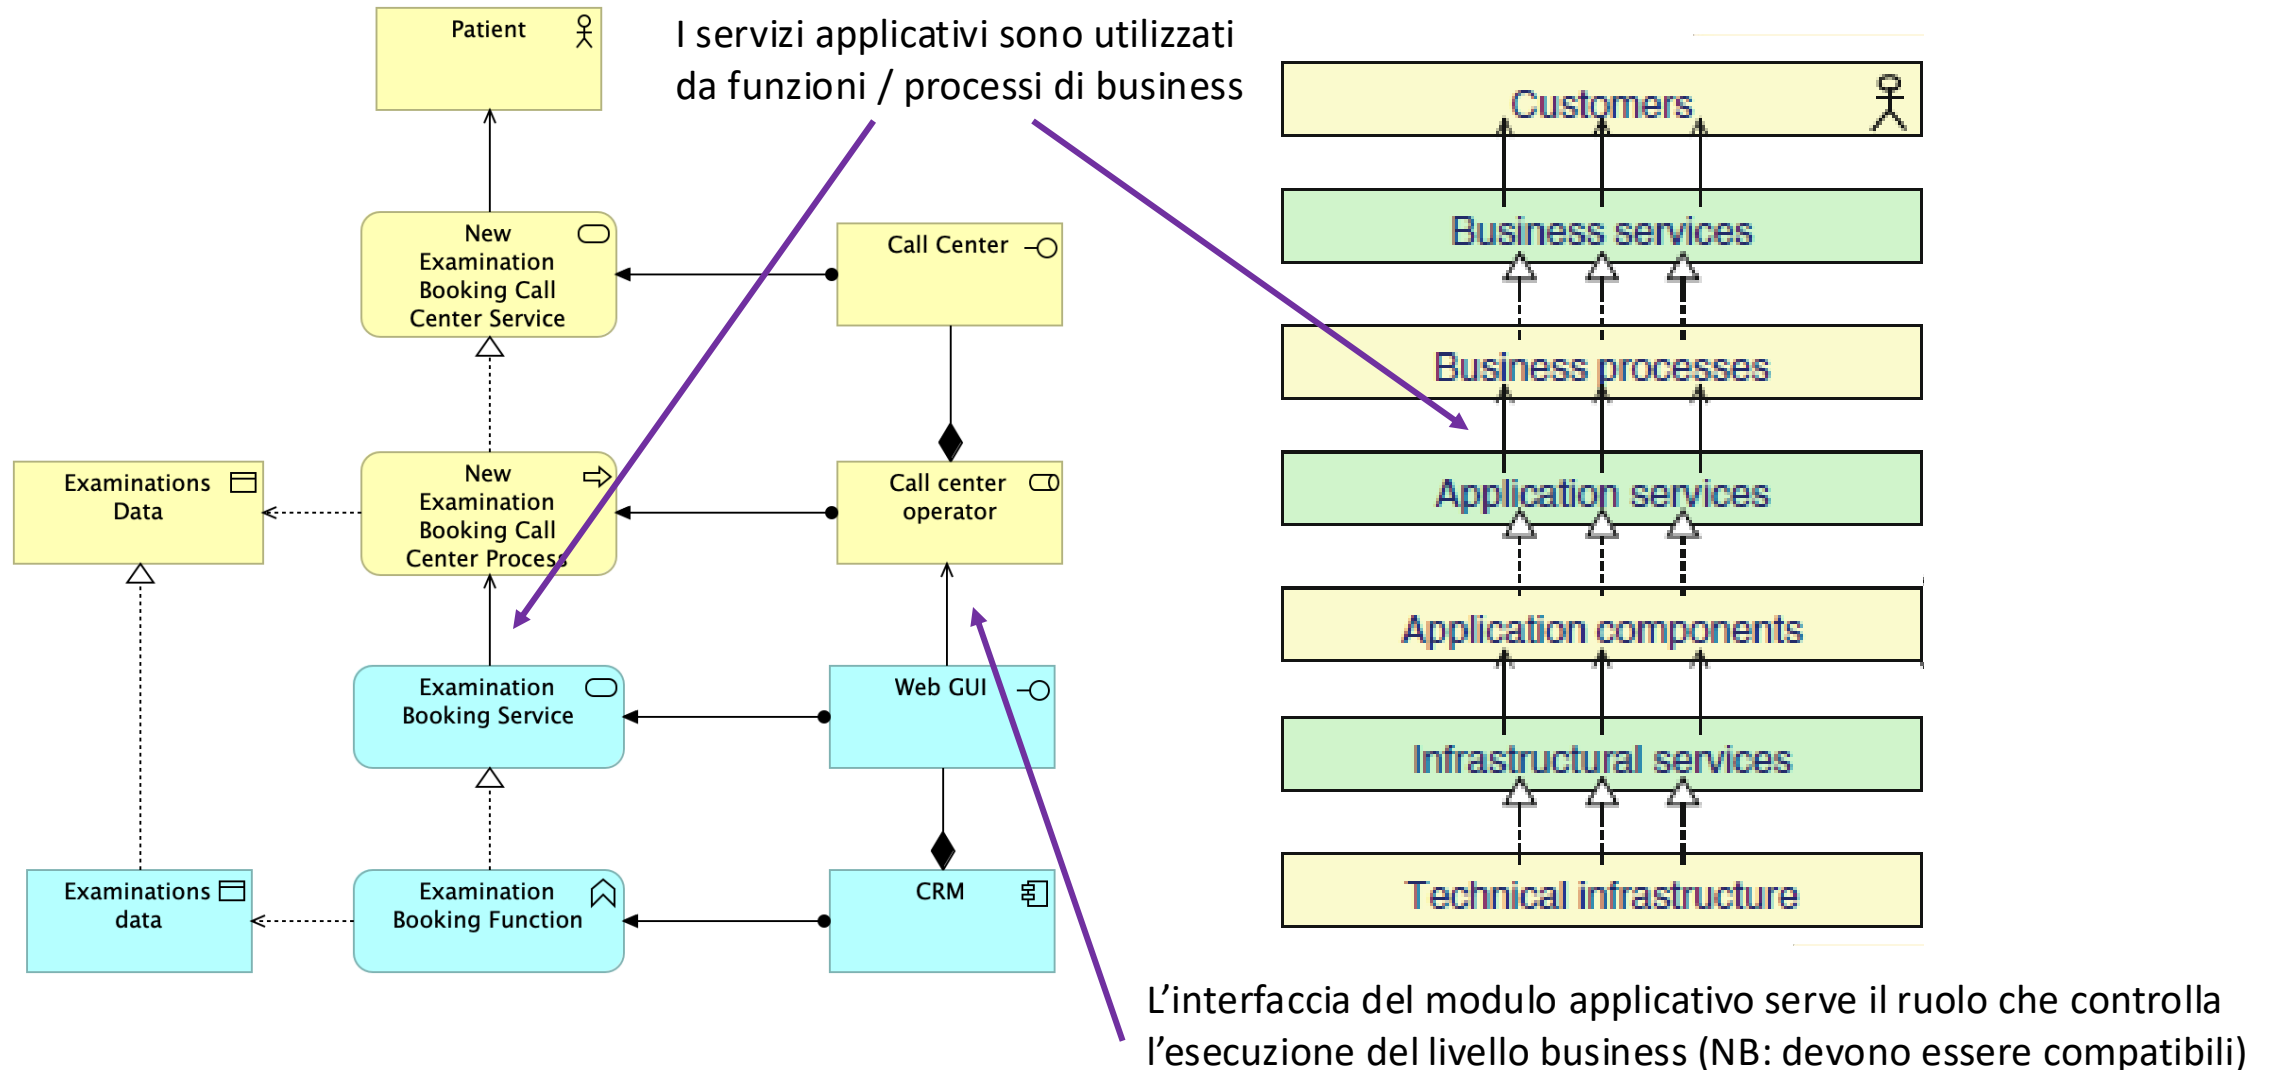 I servizi applicativi sono utilizzati
da funzioni / processi di business
Patient
New
Examination
Booking Call
Center Service
Call Center
Examinations
Data
New
Examination
Booking Call
Center Process
Call center
operator
Examination
Booking Service
Web GUI
Examinations
data
Examination
Booking Function
CRM
Customers
Business services
Business processes
Application services
Application components
Infrastructural services
Technical infrastructure
L’interfaccia del modulo applicativo serve il ruolo che controlla
l’esecuzione del livello business (NB: devono essere compatibili)